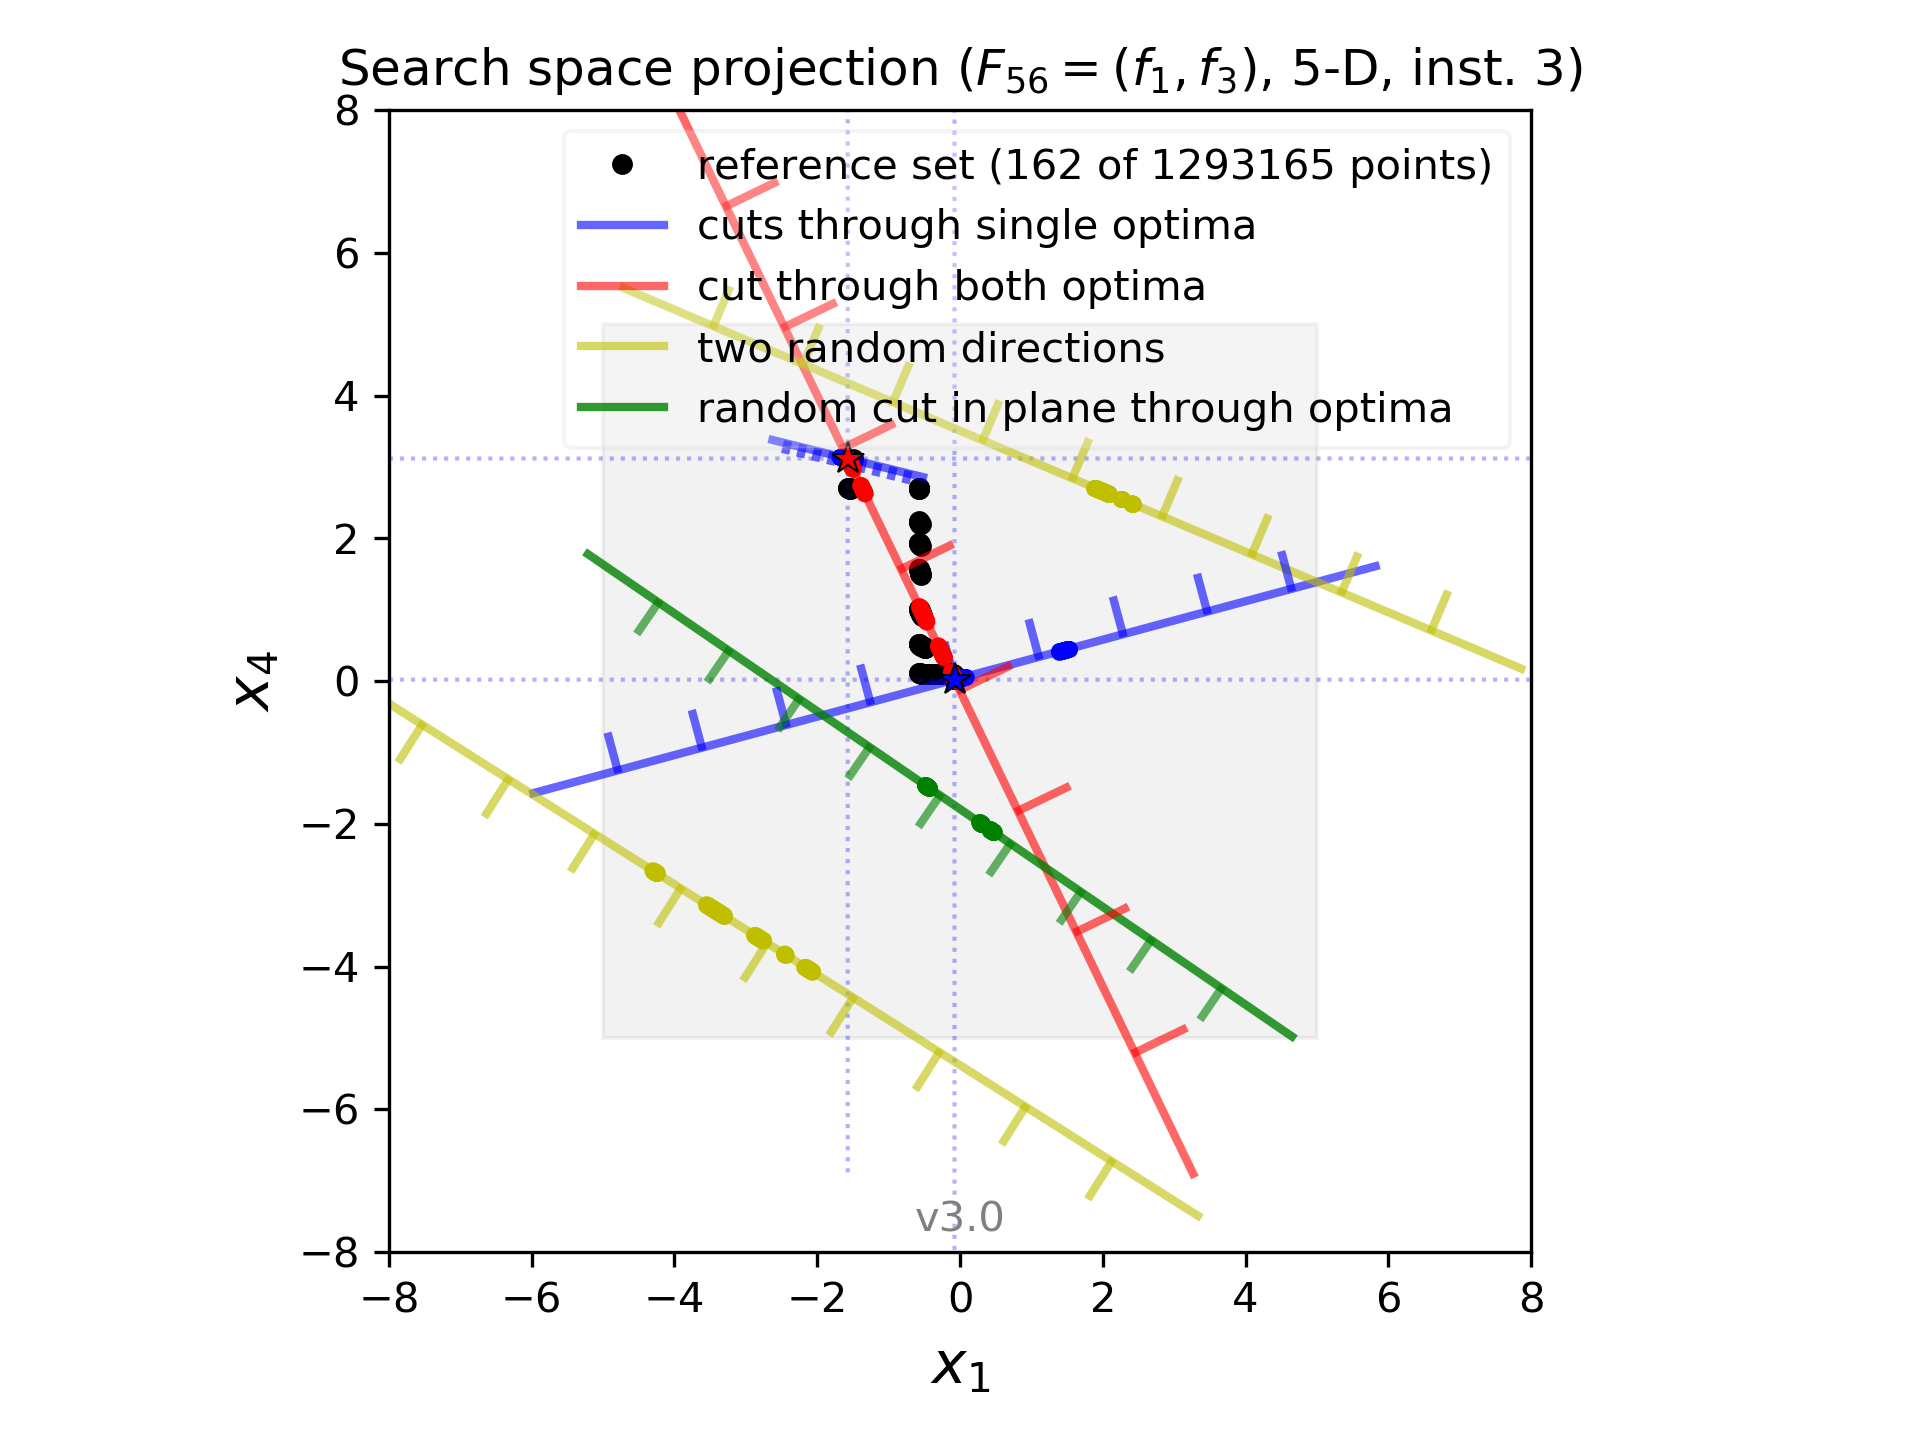 Search space projection (F56 = (f1, f3), 5-D, inst. 3)
reference set (162 of 1293165 points)
cuts through single optima
cut through both optima
two random directions
random cut in plane through optima
8
6
4
2
0
−2
−4
−6
−8
x4
v3.0
−8 −6 −4 −2 0 2 4 6 8
x1